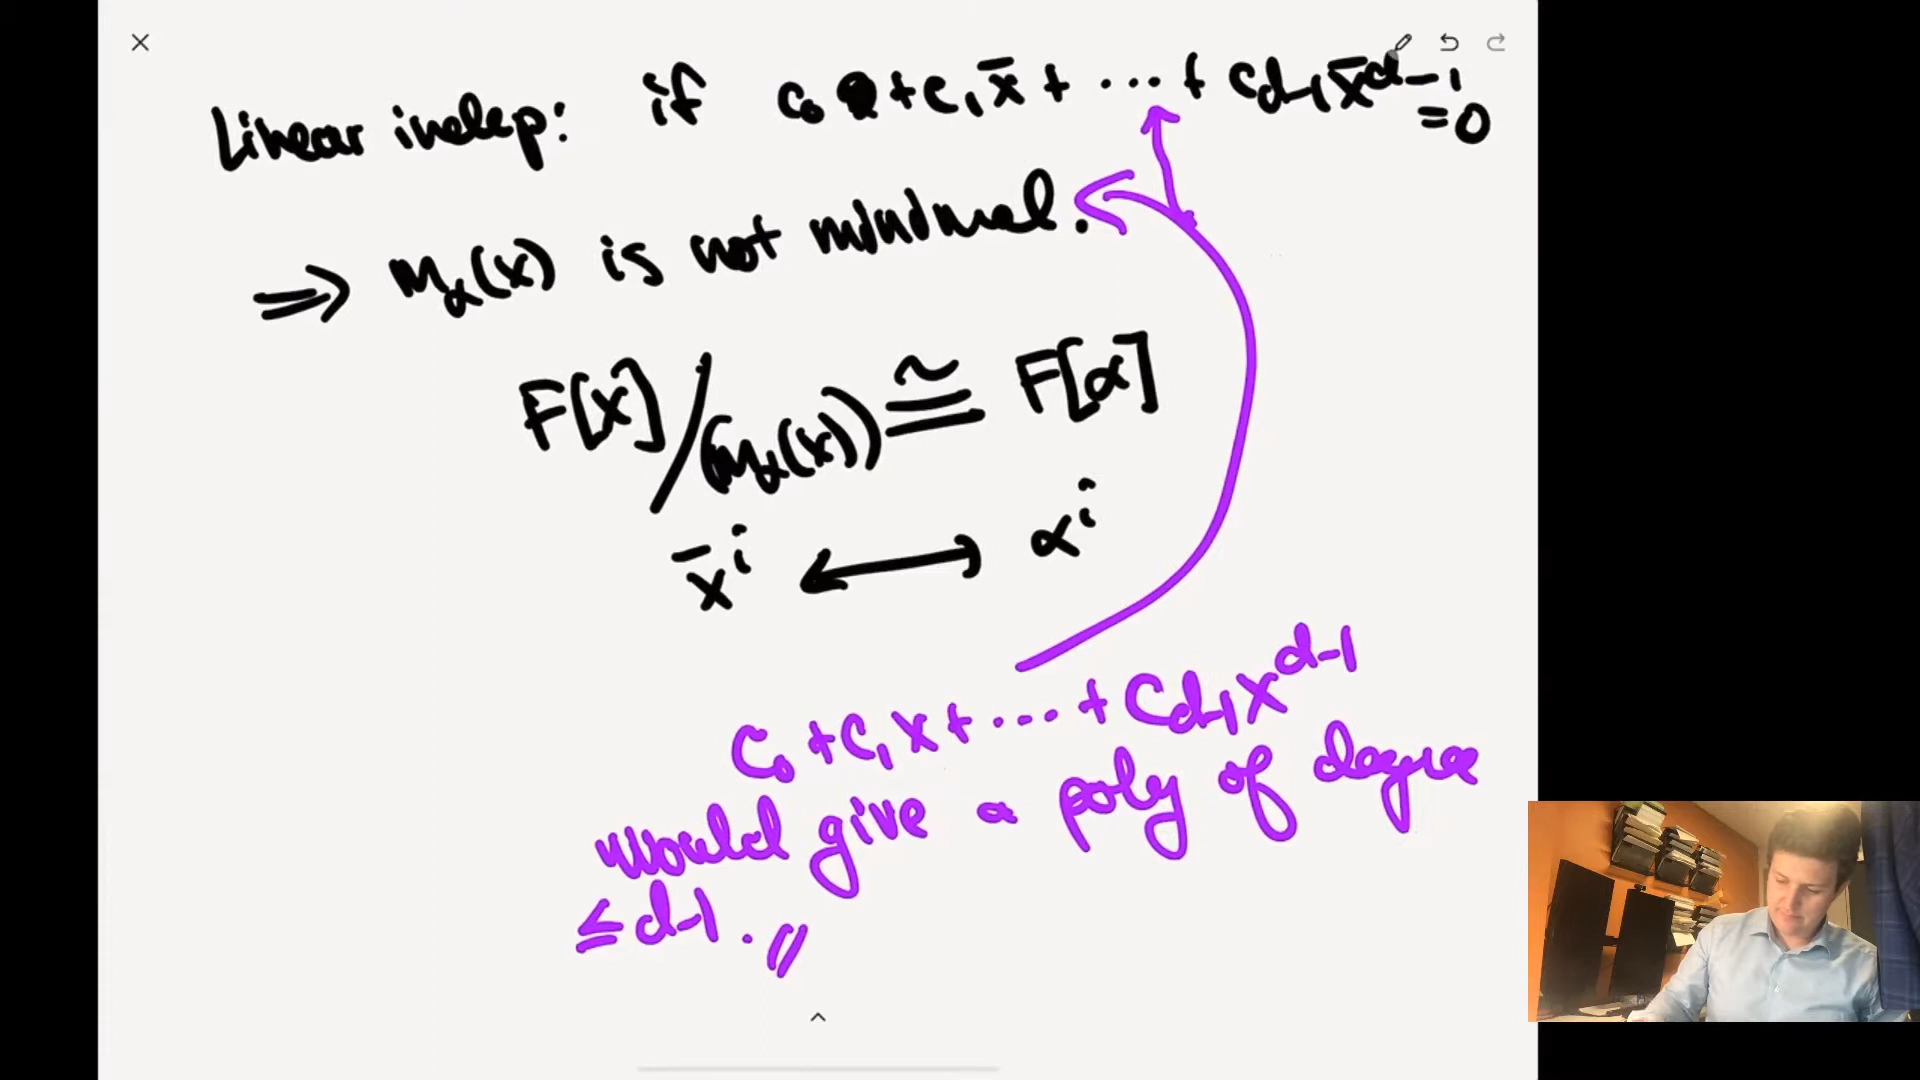 Linear indep: if c₀ + c₁x̄ + ... + c_{d-1}x̄^{d-1}
= 0
⟹ m_α(x) is not minimal.
F[x]/(m_α(x)) ≅ F[α]
x̄ⁱ ⟷ αⁱ
c₀ + c₁x + ... + c_{d-1}x^{d-1}
would give a poly of degree
≤ d-1. //